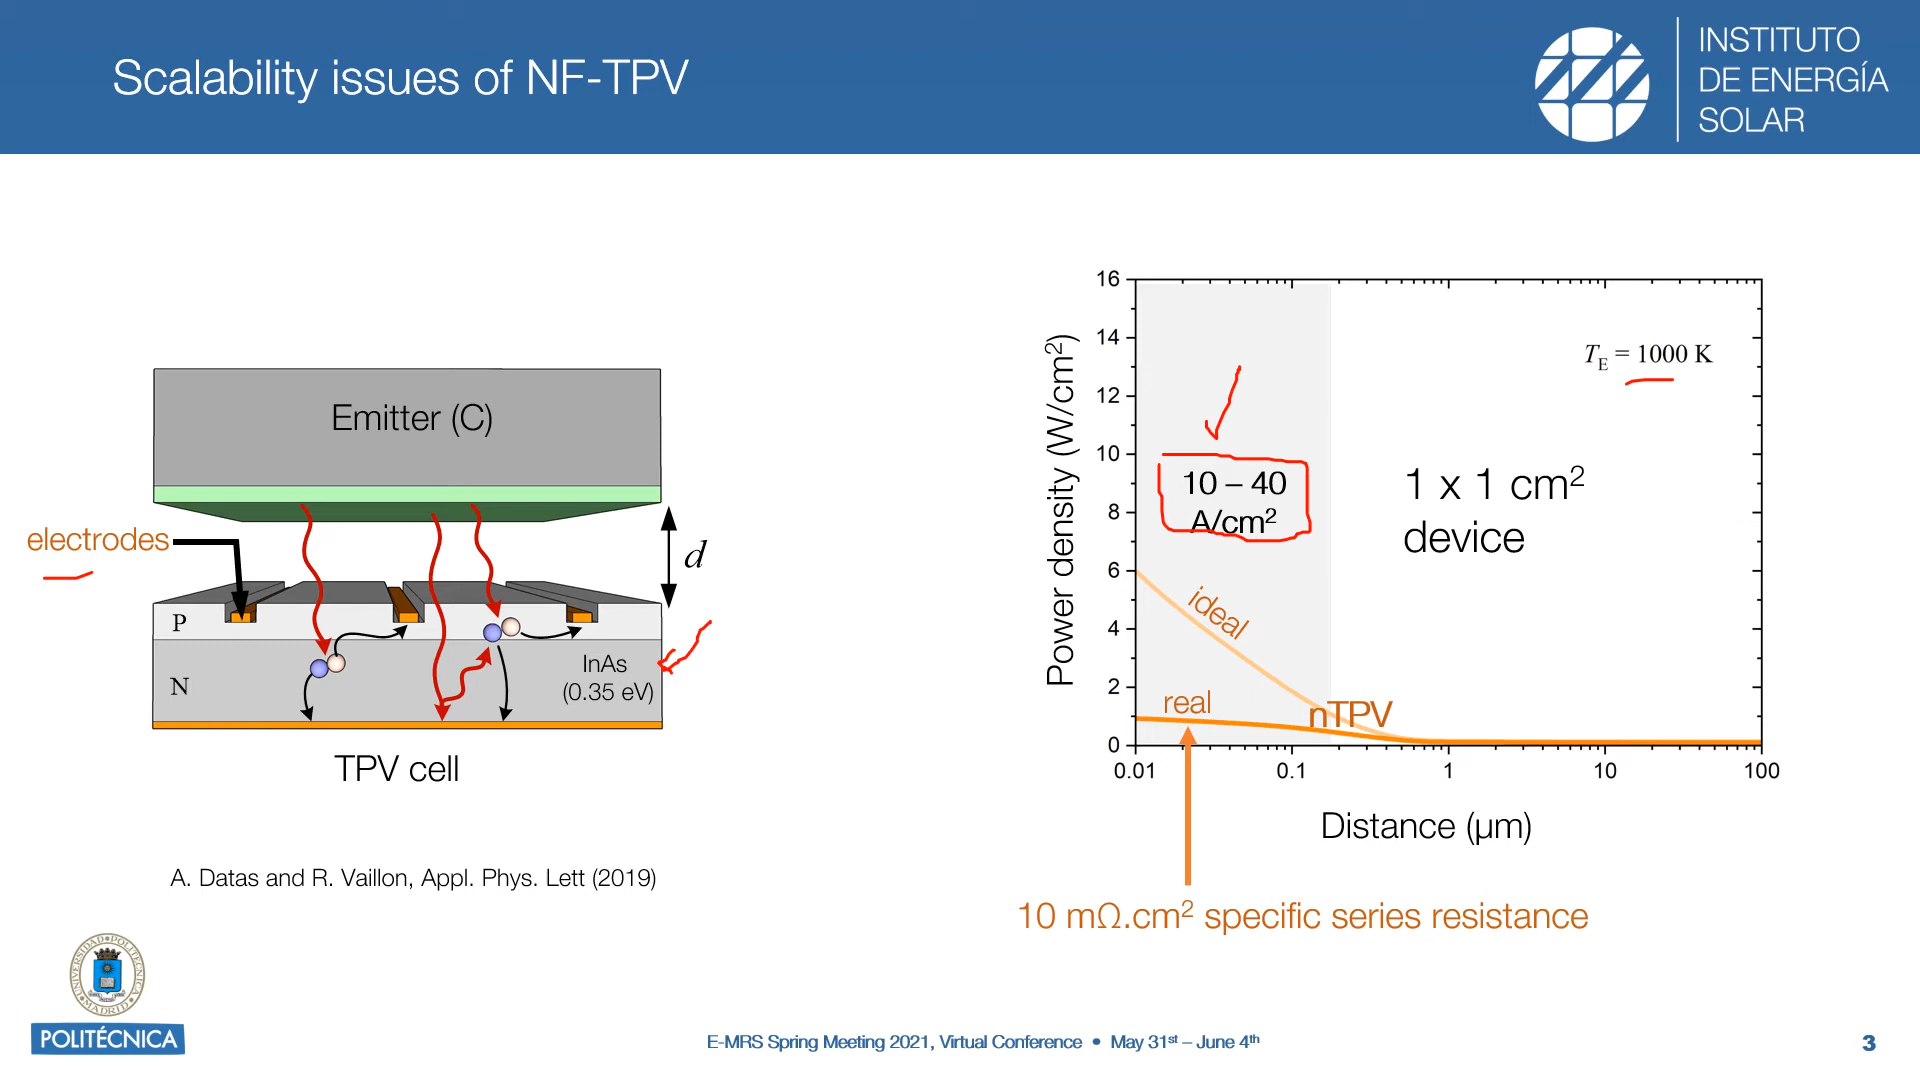 Scalability issues of NF-TPV
INSTITUTO
DE ENERGÍA
SOLAR
Emitter (C)
electrodes
d
P
N
InAs
(0.35 eV)
TPV cell
A. Datas and R. Vaillon, Appl. Phys. Lett (2019)
Power density (W/cm²)
16
14
12
10
8
6
4
2
0
T_E = 1000 K
10 – 40
A/cm²
1 x 1 cm²
device
ideal
real
nTPV
0.01
0.1
1
10
100
Distance (µm)
10 mΩ.cm² specific series resistance
UNIVERSIDAD POLITÉCNICA
MADRID
POLITÉCNICA
E-MRS Spring Meeting 2021, Virtual Conference • May 31st – June 4th
3